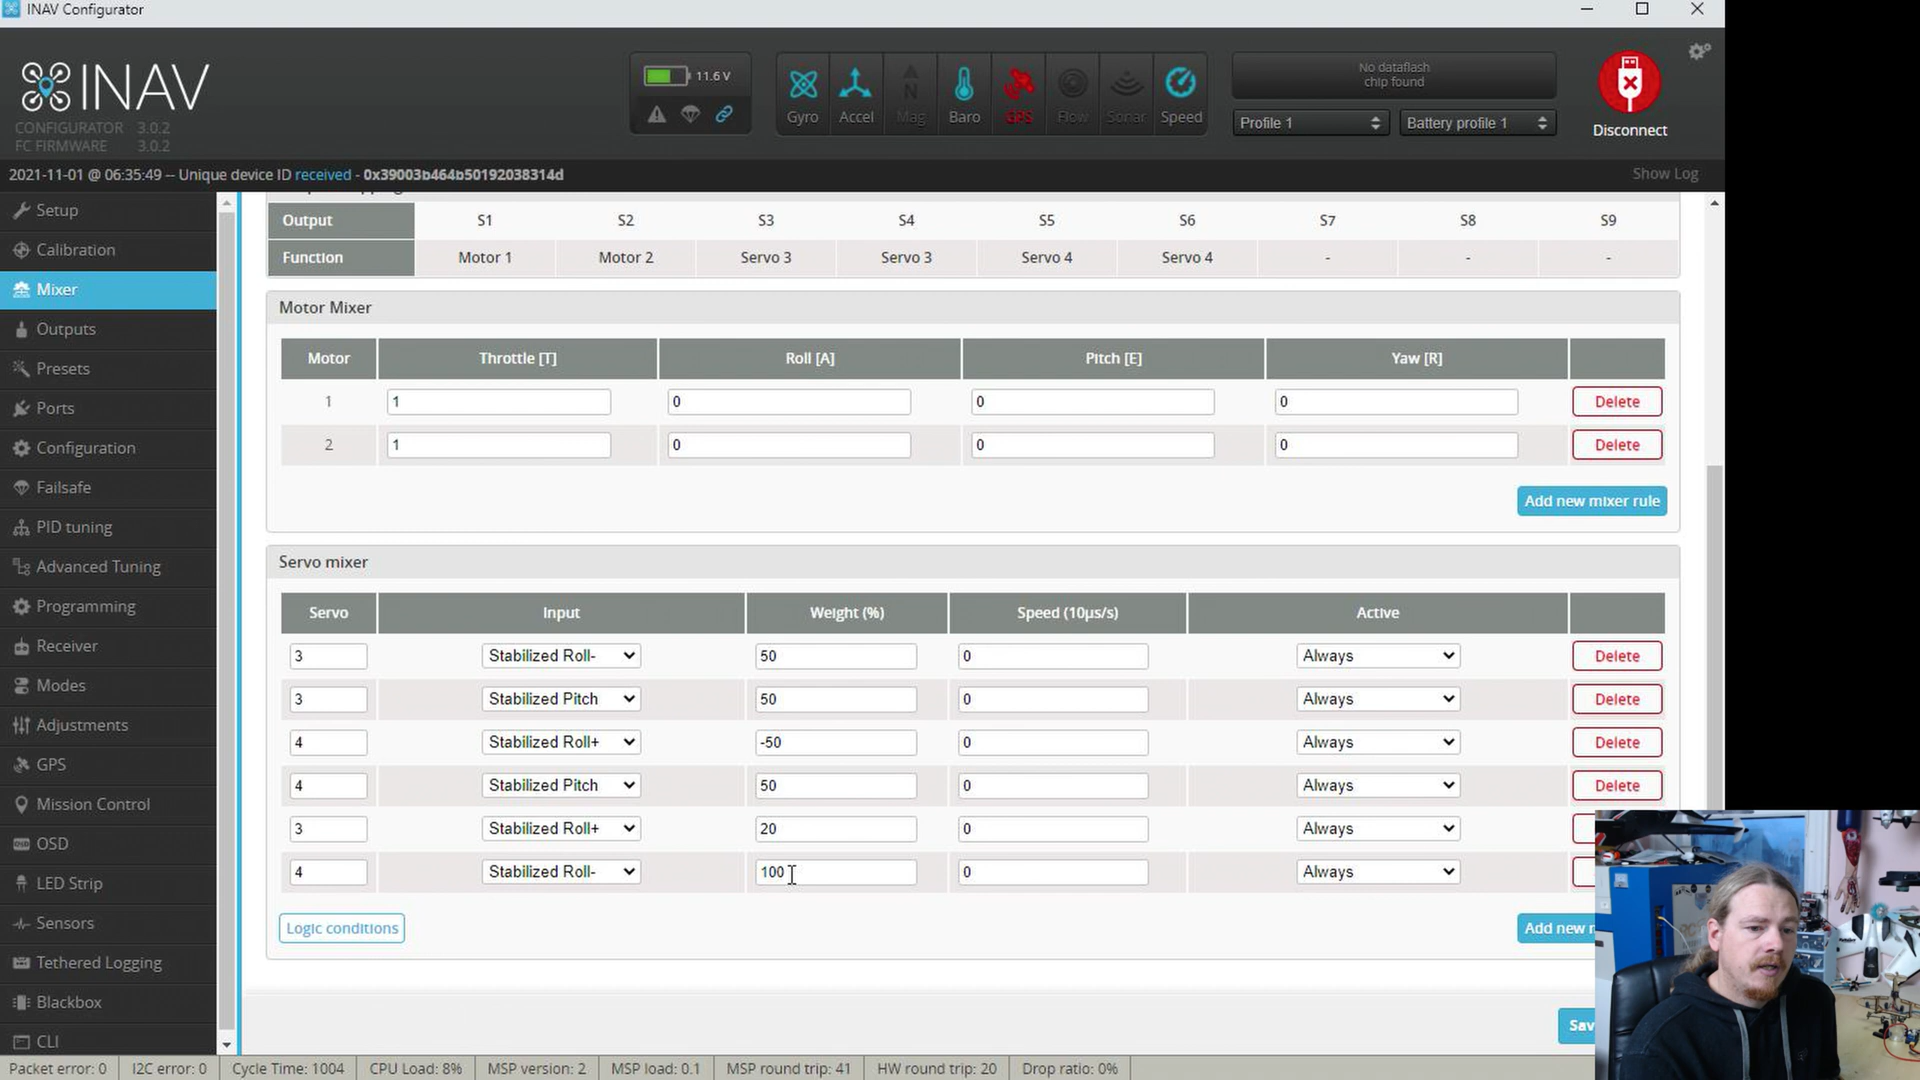 INAV Configurator
INAV
CONFIGURATOR 3.0.2
FC FIRMWARE 3.0.2
11.6 V
Gyro Accel Mag Baro GPS Flow Sonar Speed
No dataflash
chip found
Profile 1 Battery profile 1
Disconnect
2021-11-01 @ 06:35:49 -- Unique device ID received - 0x39003b464b50192038314d
Show Log
Setup
Calibration
Mixer
Outputs
Presets
Ports
Configuration
Failsafe
PID tuning
Advanced Tuning
Programming
Receiver
Modes
Adjustments
GPS
Mission Control
OSD
LED Strip
Sensors
Tethered Logging
Blackbox
CLI
Output S1 S2 S3 S4 S5 S6 S7 S8 S9
Function Motor 1 Motor 2 Servo 3 Servo 3 Servo 4 Servo 4 - - -
Motor Mixer
Motor Throttle [T] Roll [A] Pitch [E] Yaw [R]
1 1 0 0 0 Delete
2 1 0 0 0 Delete
Add new mixer rule
Servo mixer
Servo Input Weight (%) Speed (10µs/s) Active
3 Stabilized Roll- 50 0 Always Delete
3 Stabilized Pitch 50 0 Always Delete
4 Stabilized Roll+ -50 0 Always Delete
4 Stabilized Pitch 50 0 Always Delete
3 Stabilized Roll+ 20 0 Always
4 Stabilized Roll- 100 0 Always
Logic conditions
Add new
Packet error: 0 I2C error: 0 Cycle Time: 1004 CPU Load: 8% MSP version: 2 MSP load: 0.1 MSP round trip: 41 HW round trip: 20 Drop ratio: 0%